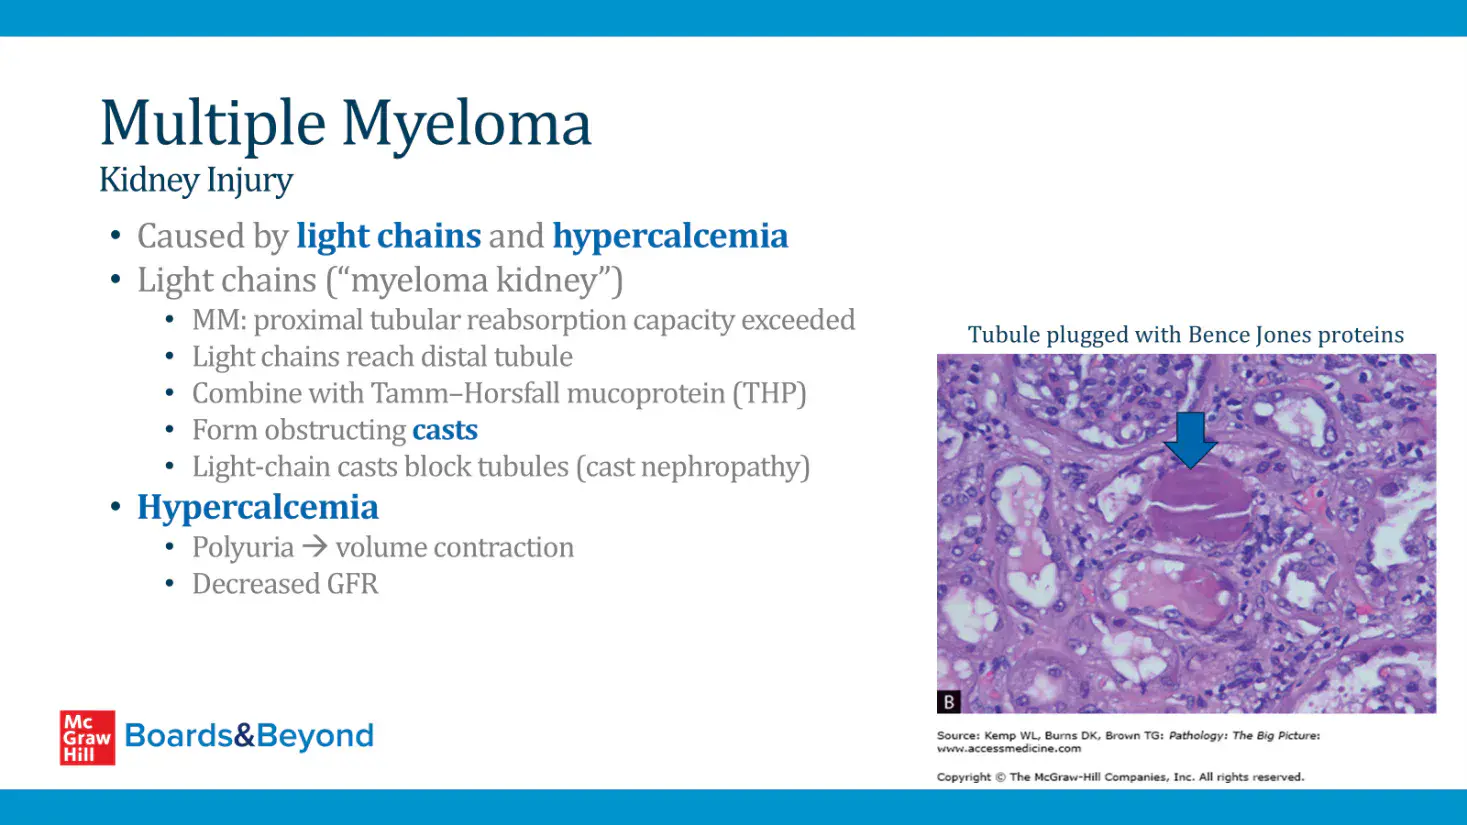 Multiple Myeloma
Kidney Injury
• Caused by light chains and hypercalcemia
• Light chains (“myeloma kidney”)
• MM: proximal tubular reabsorption capacity exceeded
• Light chains reach distal tubule
• Combine with Tamm–Horsfall mucoprotein (THP)
• Form obstructing casts
• Light-chain casts block tubules (cast nephropathy)
• Hypercalcemia
• Polyuria → volume contraction
• Decreased GFR
Tubule plugged with Bence Jones proteins
B
Source: Kemp WL, Burns DK, Brown TG: Pathology: The Big Picture:
www.accessmedicine.com
Copyright © The McGraw-Hill Companies, Inc. All rights reserved.
Mc
Graw
Hill
Boards&Beyond